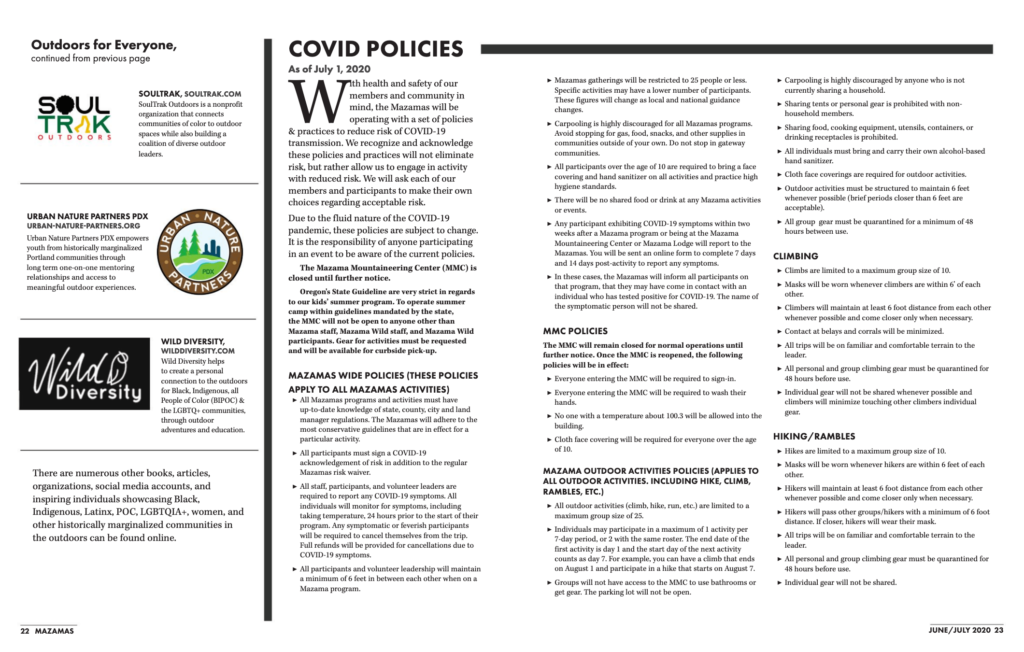 Outdoors for Everyone,
continued from previous page
SOUL
TRAK
OUTDOORS
SOULTRAK, SOULTRAK.COM
SoulTrak Outdoors is a nonprofit
organization that connects
communities of color to outdoor
spaces while also building a
coalition of diverse outdoor
leaders.
URBAN NATURE PARTNERS PDX
URBAN-NATURE-PARTNERS.ORG
Urban Nature Partners PDX empowers
youth from historically marginalized
Portland communities through
long term one-on-one mentoring
relationships and access to
meaningful outdoor experiences.
URBAN • NATURE
PDX
PARTNERS
Wild
Diversity
WILD DIVERSITY,
WILDDIVERSITY.COM
Wild Diversity helps
to create a personal
connection to the outdoors
for Black, Indigenous, all
People of Color (BIPOC) &
the LGBTQ+ communities,
through outdoor
adventures and education.
There are numerous other books, articles,
organizations, social media accounts, and
inspiring individuals showcasing Black,
Indigenous, Latinx, POC, LGBTQIA+, women, and
other historically marginalized communities in
the outdoors can be found online.
22 MAZAMAS
COVID POLICIES
As of July 1, 2020
With health and safety of our
members and community in
mind, the Mazamas will be
operating with a set of policies
& practices to reduce risk of COVID-19
transmission. We recognize and acknowledge
these policies and practices will not eliminate
risk, but rather allow us to engage in activity
with reduced risk. We will ask each of our
members and participants to make their own
choices regarding acceptable risk.
Due to the fluid nature of the COVID-19
pandemic, these policies are subject to change.
It is the responsibility of anyone participating
in an event to be aware of the current policies.
The Mazama Mountaineering Center (MMC) is
closed until further notice.
Oregon's State Guideline are very strict in regards
to our kids' summer program. To operate summer
camp within guidelines mandated by the state,
the MMC will not be open to anyone other than
Mazama staff, Mazama Wild staff, and Mazama Wild
participants. Gear for activities must be requested
and will be available for curbside pick-up.
MAZAMAS WIDE POLICIES (THESE POLICIES
APPLY TO ALL MAZAMAS ACTIVITIES)
► All Mazamas programs and activities must have
up-to-date knowledge of state, county, city and land
manager regulations. The Mazamas will adhere to the
most conservative guidelines that are in effect for a
particular activity.
► All participants must sign a COVID-19
acknowledgement of risk in addition to the regular
Mazamas risk waiver.
► All staff, participants, and volunteer leaders are
required to report any COVID-19 symptoms. All
individuals will monitor for symptoms, including
taking temperature, 24 hours prior to the start of their
program. Any symptomatic or feverish participants
will be required to cancel themselves from the trip.
Full refunds will be provided for cancellations due to
COVID-19 symptoms.
► All participants and volunteer leadership will maintain
a minimum of 6 feet in between each other when on a
Mazama program.
► Mazamas gatherings will be restricted to 25 people or less.
Specific activities may have a lower number of participants.
These figures will change as local and national guidance
changes.
► Carpooling is highly discouraged for all Mazamas programs.
Avoid stopping for gas, food, snacks, and other supplies in
communities outside of your own. Do not stop in gateway
communities.
► All participants over the age of 10 are required to bring a face
covering and hand sanitizer on all activities and practice high
hygiene standards.
► There will be no shared food or drink at any Mazama activities
or events.
► Any participant exhibiting COVID-19 symptoms within two
weeks after a Mazama program or being at the Mazama
Mountaineering Center or Mazama Lodge will report to the
Mazamas. You will be sent an online form to complete 7 days
and 14 days post-activity to report any symptoms.
► In these cases, the Mazamas will inform all participants on
that program, that they may have come in contact with an
individual who has tested positive for COVID-19. The name of
the symptomatic person will not be shared.
MMC POLICIES
The MMC will remain closed for normal operations until
further notice. Once the MMC is reopened, the following
policies will be in effect:
► Everyone entering the MMC will be required to sign-in.
► Everyone entering the MMC will be required to wash their
hands.
► No one with a temperature about 100.3 will be allowed into the
building.
► Cloth face covering will be required for everyone over the age
of 10.
MAZAMA OUTDOOR ACTIVITIES POLICIES (APPLIES TO
ALL OUTDOOR ACTIVITIES. INCLUDING HIKE, CLIMB,
RAMBLES, ETC.)
► All outdoor activities (climb, hike, run, etc.) are limited to a
maximum group size of 25.
► Individuals may participate in a maximum of 1 activity per
7-day period, or 2 with the same roster. The end date of the
first activity is day 1 and the start day of the next activity
counts as day 7. For example, you can have a climb that ends
on August 1 and participate in a hike that starts on August 7.
► Groups will not have access to the MMC to use bathrooms or
get gear. The parking lot will not be open.
► Carpooling is highly discouraged by anyone who is not
currently sharing a household.
► Sharing tents or personal gear is prohibited with non-
household members.
► Sharing food, cooking equipment, utensils, containers, or
drinking receptacles is prohibited.
► All individuals must bring and carry their own alcohol-based
hand sanitizer.
► Cloth face coverings are required for outdoor activities.
► Outdoor activities must be structured to maintain 6 feet
whenever possible (brief periods closer than 6 feet are
acceptable).
► All group gear must be quarantined for a minimum of 48
hours between use.
CLIMBING
► Climbs are limited to a maximum group size of 10.
► Masks will be worn whenever climbers are within 6' of each
other.
► Climbers will maintain at least 6 foot distance from each other
whenever possible and come closer only when necessary.
► Contact at belays and corrals will be minimized.
► All trips will be on familiar and comfortable terrain to the
leader.
► All personal and group climbing gear must be quarantined for
48 hours before use.
► Individual gear will not be shared whenever possible and
climbers will minimize touching other climbers individual
gear.
HIKING/RAMBLES
► Hikes are limited to a maximum group size of 10.
► Masks will be worn whenever hikers are within 6 feet of each
other.
► Hikers will maintain at least 6 foot distance from each other
whenever possible and come closer only when necessary.
► Hikers will pass other groups/hikers with a minimum of 6 foot
distance. If closer, hikers will wear their mask.
► All trips will be on familiar and comfortable terrain to the
leader.
► All personal and group climbing gear must be quarantined for
48 hours before use.
► Individual gear will not be shared.
JUNE/JULY 2020 23